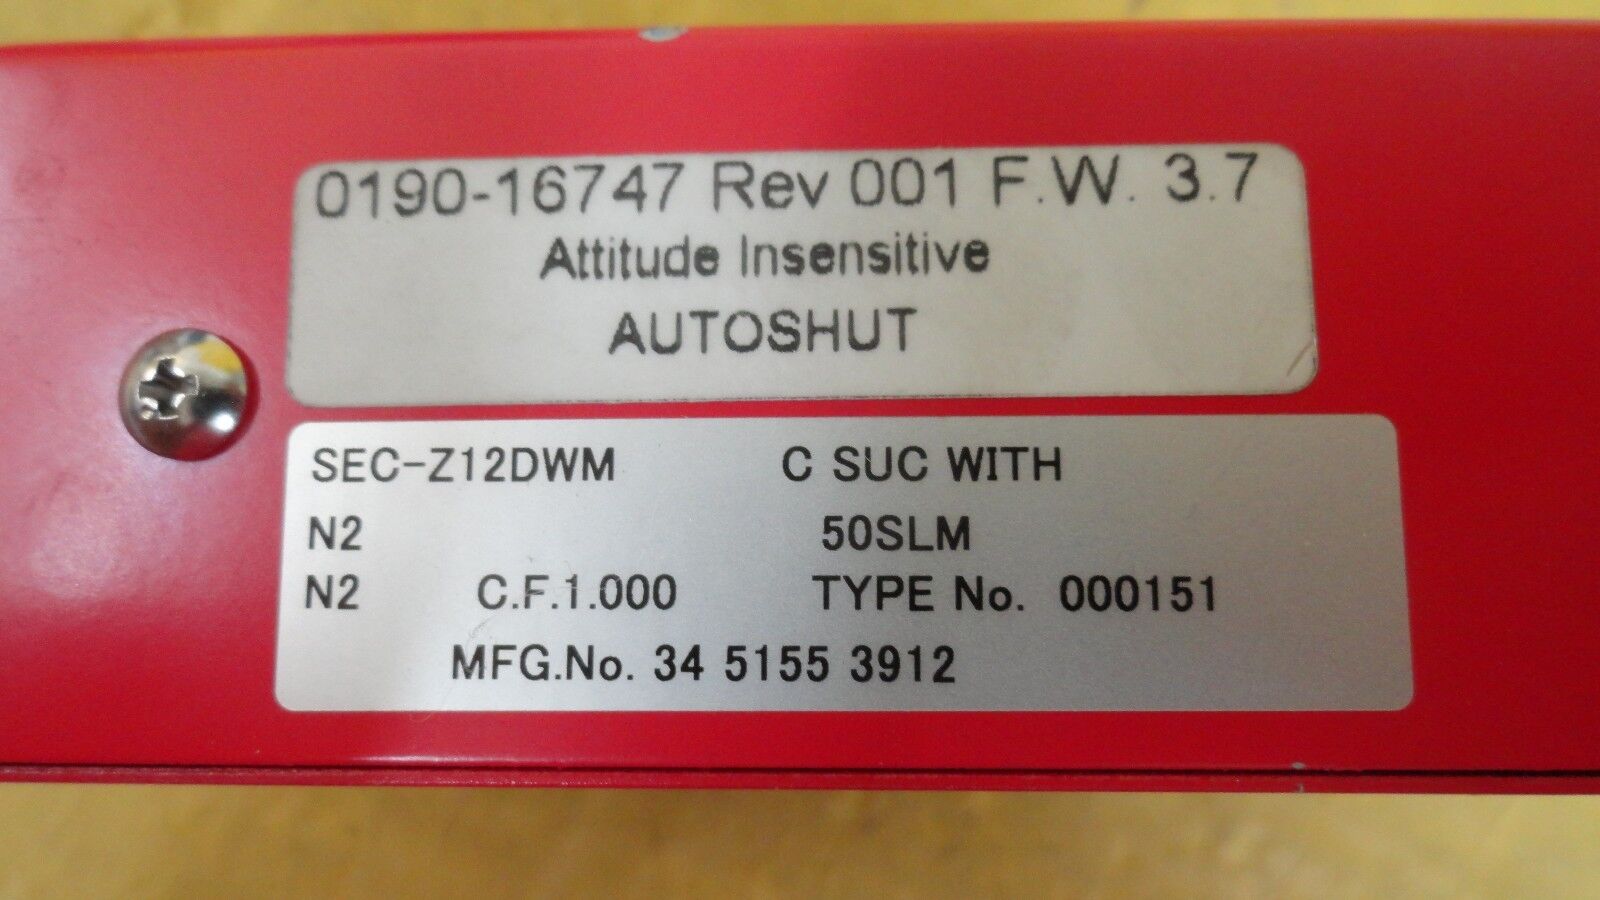 0190-16747 Rev 001 F.W. 3.7
Attitude Insensitive
AUTOSHUT
SEC-Z12DWM C SUC WITH
N2 50SLM
N2 C.F.1.000 TYPE No. 000151
MFG.No. 34 5155 3912